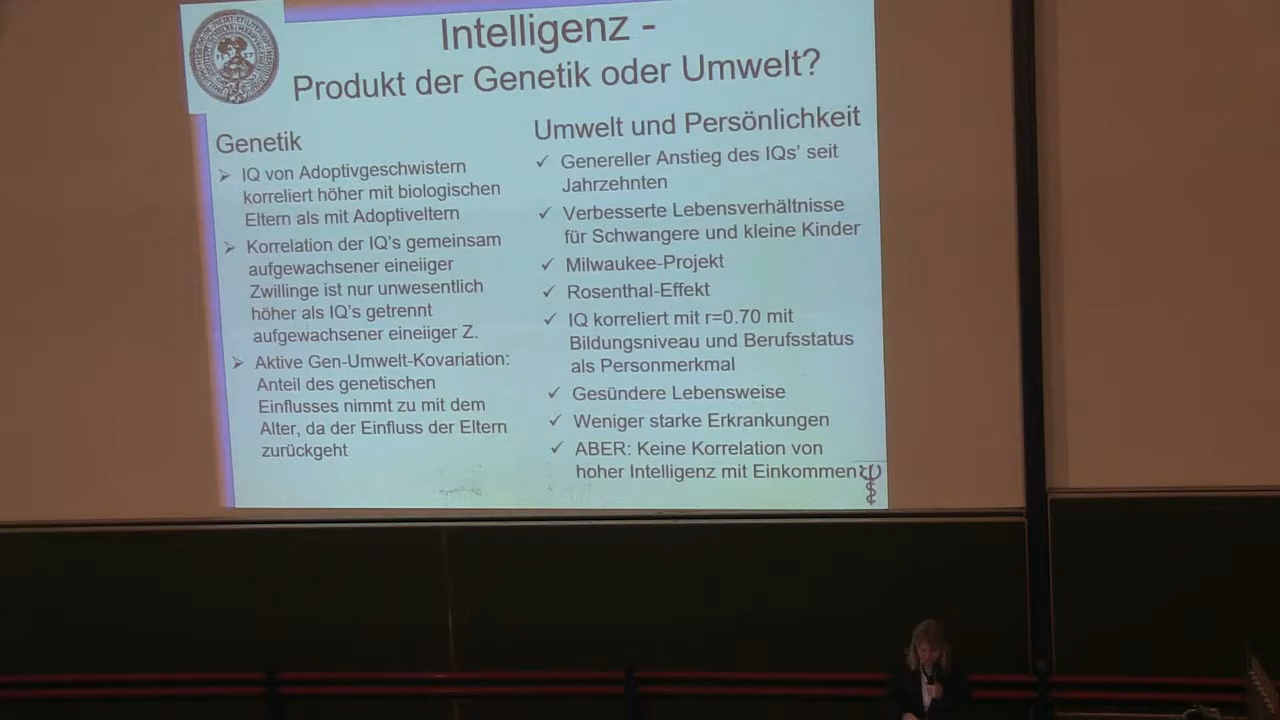 Intelligenz -
Produkt der Genetik oder Umwelt?
Genetik
➢ IQ von Adoptivgeschwistern
korreliert höher mit biologischen
Eltern als mit Adoptiveltern
➢ Korrelation der IQ's gemeinsam
aufgewachsener eineiiger
Zwillinge ist nur unwesentlich
höher als IQ's getrennt
aufgewachsener eineiiger Z.
➢ Aktive Gen-Umwelt-Kovariation:
Anteil des genetischen
Einflusses nimmt zu mit dem
Alter, da der Einfluss der Eltern
zurückgeht
Umwelt und Persönlichkeit
✓ Genereller Anstieg des IQs' seit
Jahrzehnten
✓ Verbesserte Lebensverhältnisse
für Schwangere und kleine Kinder
✓ Milwaukee-Projekt
✓ Rosenthal-Effekt
✓ IQ korreliert mit r=0.70 mit
Bildungsniveau und Berufsstatus
als Personmerkmal
✓ Gesündere Lebensweise
✓ Weniger starke Erkrankungen
✓ ABER: Keine Korrelation von
hoher Intelligenz mit Einkommen